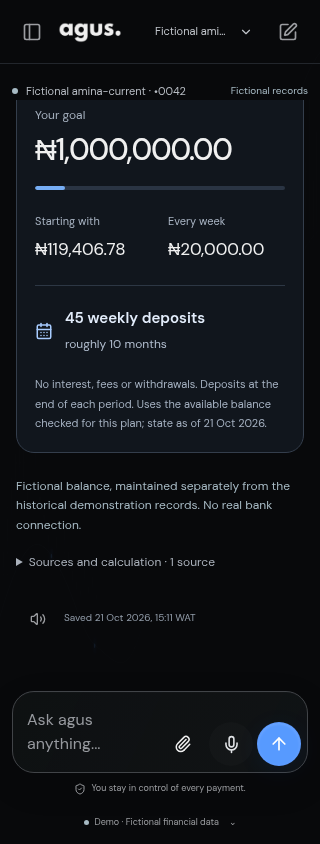 agus.
Fictional ami...
Fictional amina-current · •0042
Fictional records
Your goal
₦1,000,000.00
Starting with
Every week
₦119,406.78
₦20,000.00
45 weekly deposits
roughly 10 months
No interest, fees or withdrawals. Deposits at the
end of each period. Uses the available balance
checked for this plan; state as of 21 Oct 2026.
Fictional balance, maintained separately from the
historical demonstration records. No real bank
connection.
Sources and calculation · 1 source
Saved 21 Oct 2026, 15:11 WAT
Ask agus
anything...
You stay in control of every payment.
Demo · Fictional financial data